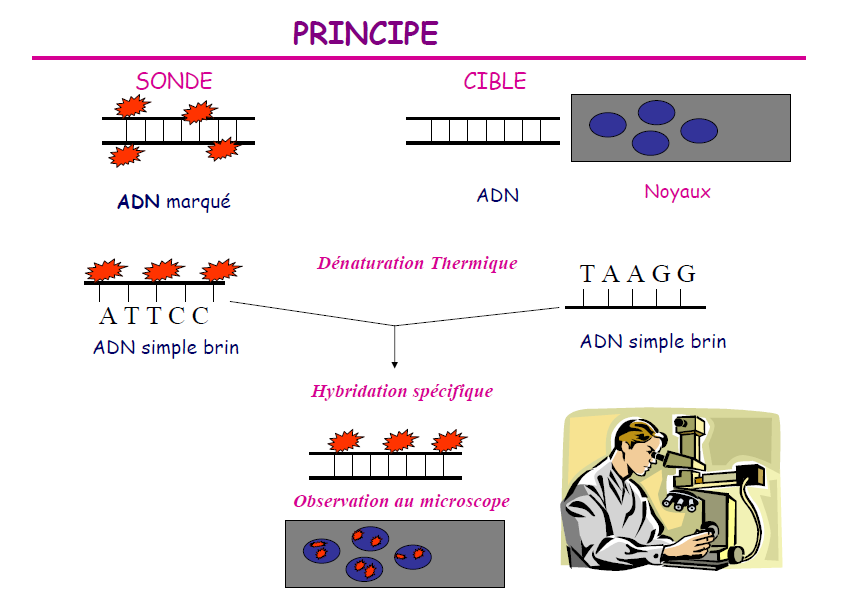 PRINCIPE
SONDE
CIBLE
ADN marqué
ADN
Noyaux
Dénaturation Thermique
T A A G G
A T T C C
ADN simple brin
ADN simple brin
Hybridation spécifique
Observation au microscope